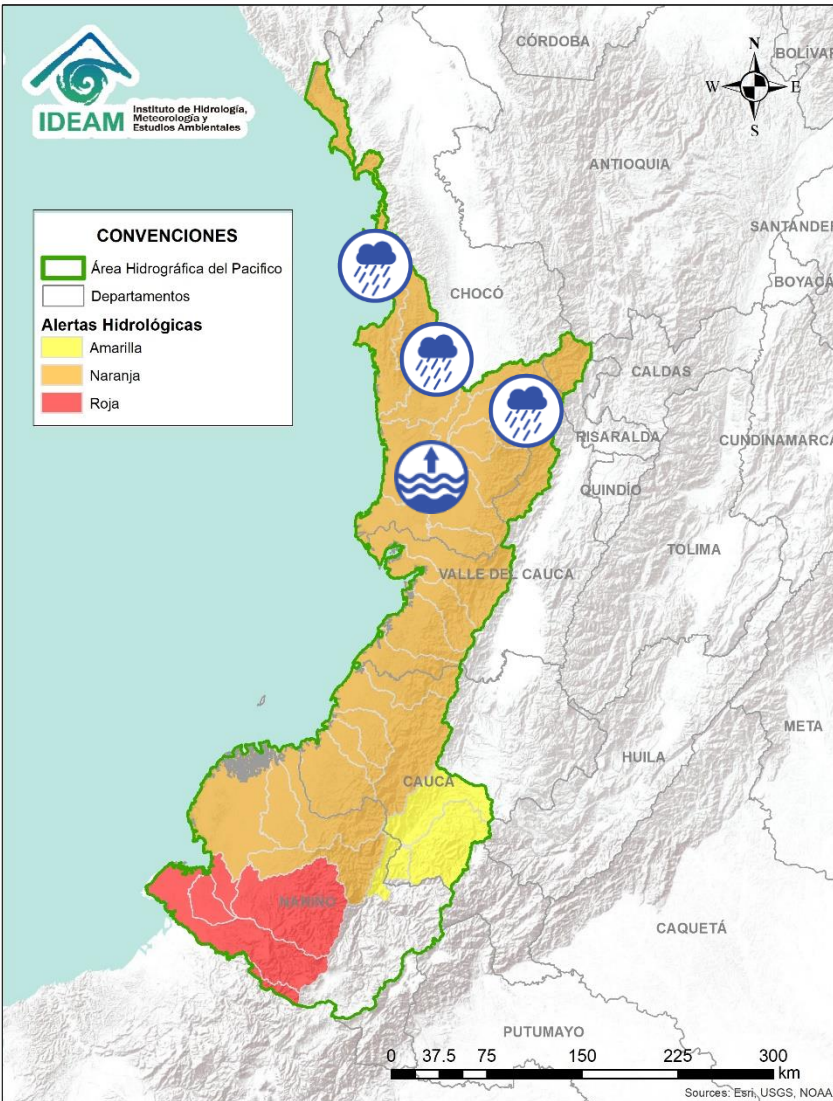 IDEAM
Instituto de Hidrología,
Meteorología y
Estudios Ambientales
N
W E
S
CÓRDOBA
BOLÍVAR
ANTIOQUIA
SANTANDER
BOYACÁ
CONVENCIONES
Área Hidrográfica del Pacifico
Departamentos
Alertas Hidrológicas
Amarilla
Naranja
Roja
CHOCÓ
CALDAS
RISARALDA
CUNDINAMARCA
QUINDÍO
TOLIMA
VALLE DEL CAUCA
META
HUILA
CAUCA
NARIÑO
CAQUETÁ
PUTUMAYO
0 37.5 75 150 225 300
km
Sources: Esri, USGS, NOAA